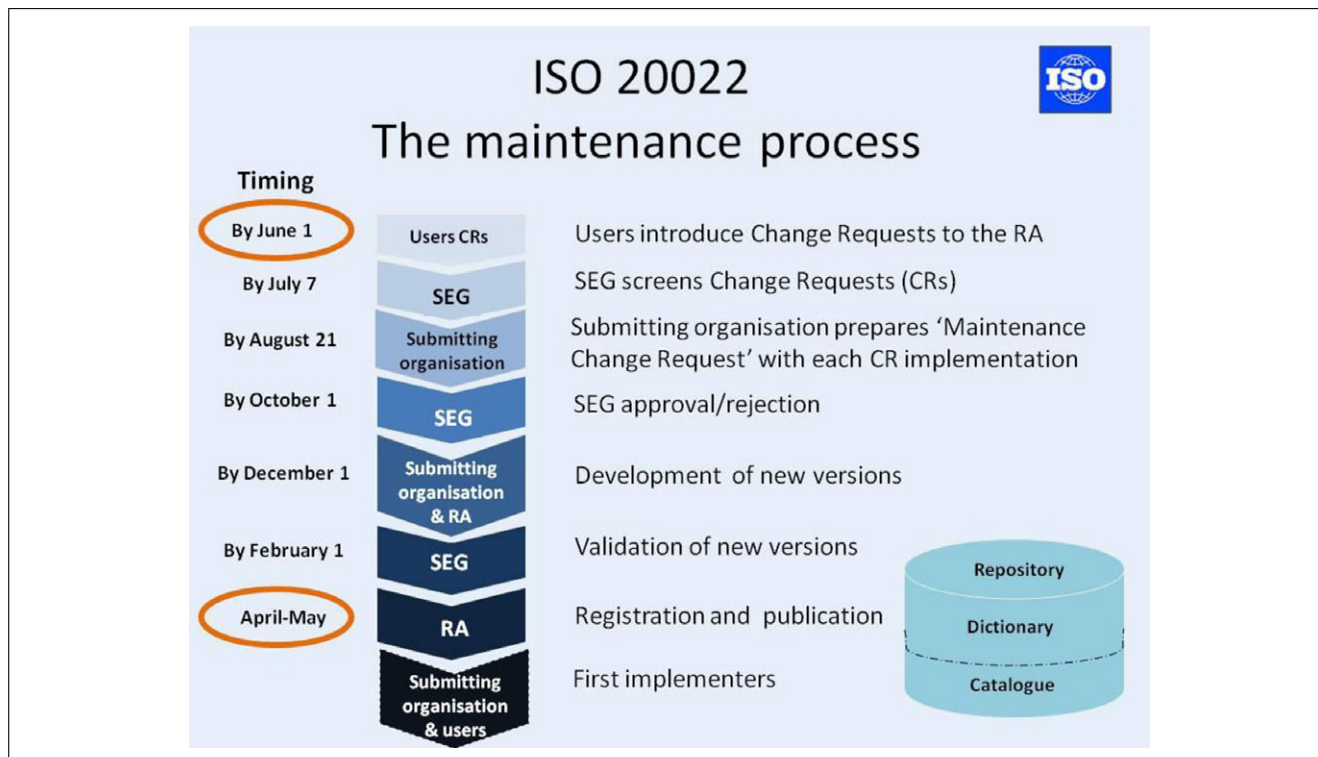 ISO 20022
ISO
The maintenance process
Timing
By June 1
Users CRs
Users introduce Change Requests to the RA
By July 7
SEG
SEG screens Change Requests (CRs)
By August 21
Submitting
organisation
Submitting organisation prepares ‘Maintenance
Change Request’ with each CR implementation
By October 1
SEG
SEG approval/rejection
By December 1
Submitting
organisation
& RA
Development of new versions
By February 1
SEG
Validation of new versions
April-May
RA
Registration and publication
Submitting
organisation
& users
First implementers
Repository
Dictionary
Catalogue